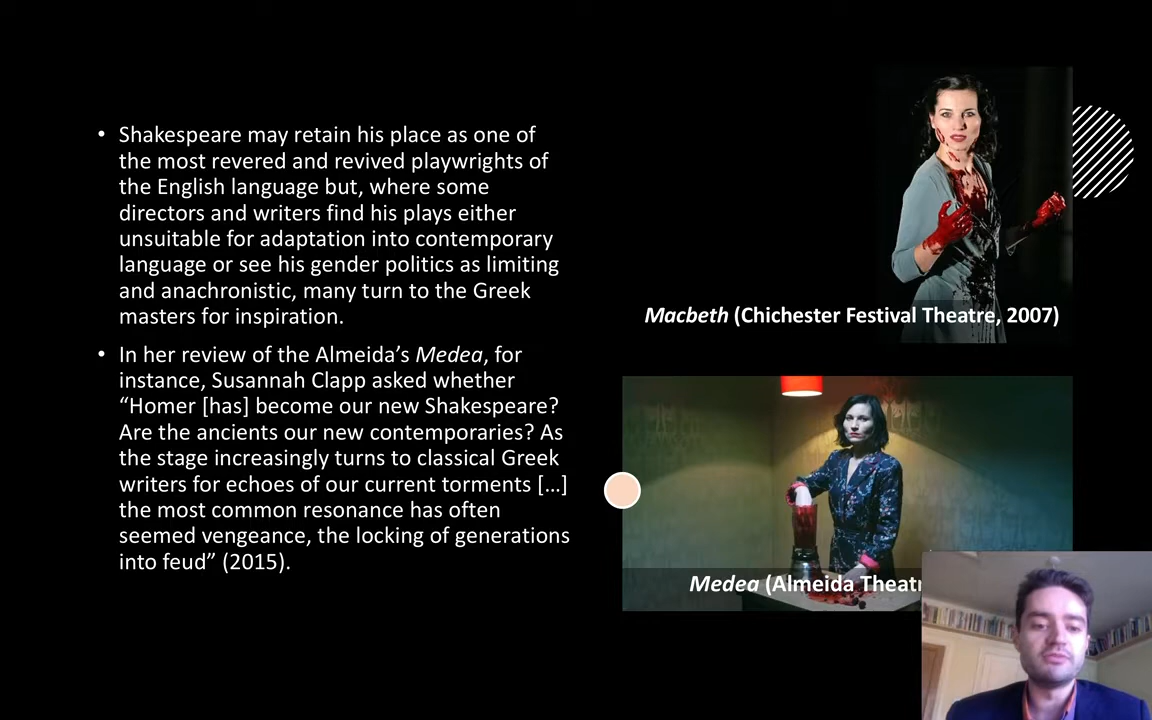 • Shakespeare may retain his place as one of
the most revered and revived playwrights of
the English language but, where some
directors and writers find his plays either
unsuitable for adaptation into contemporary
language or see his gender politics as limiting
and anachronistic, many turn to the Greek
masters for inspiration.
• In her review of the Almeida’s Medea, for
instance, Susannah Clapp asked whether
“Homer [has] become our new Shakespeare?
Are the ancients our new contemporaries? As
the stage increasingly turns to classical Greek
writers for echoes of our current torments [...]
the most common resonance has often
seemed vengeance, the locking of generations
into feud” (2015).
Macbeth (Chichester Festival Theatre, 2007)
Medea (Almeida